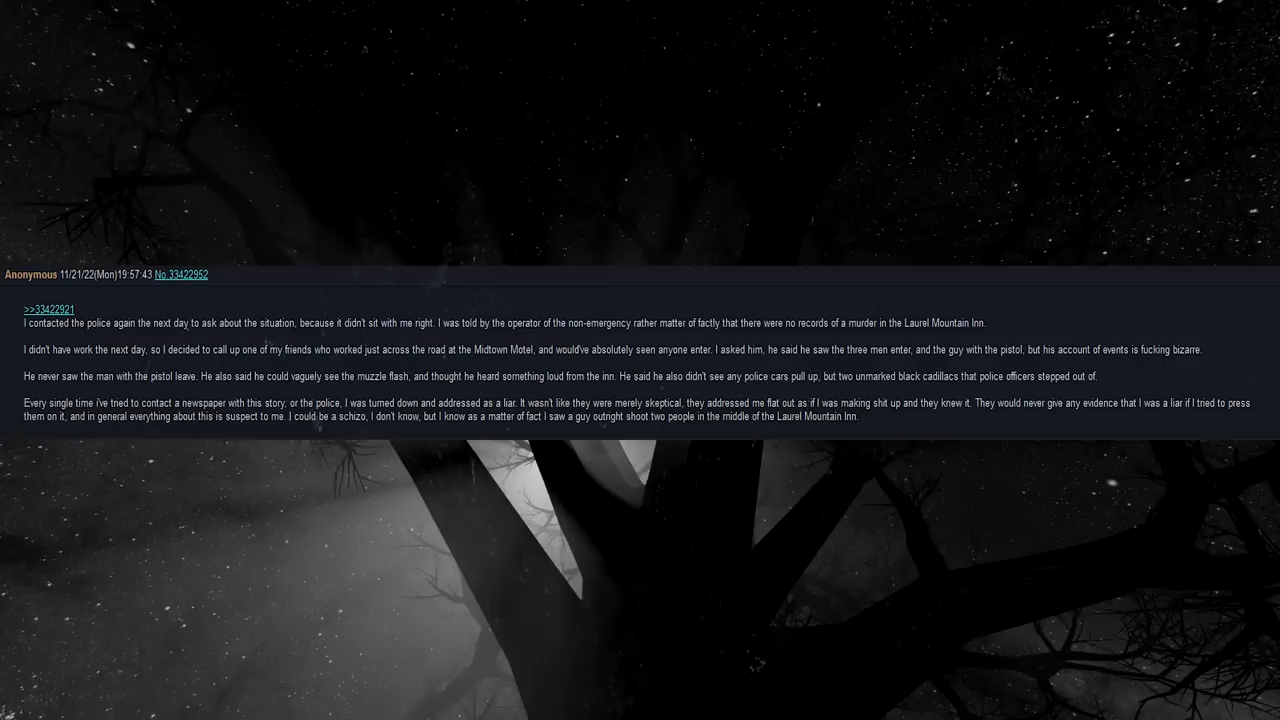 Anonymous 11/21/22(Mon)19:57:43 No.33422952
>>33422921
I contacted the police again the next day to ask about the situation, because it didn't sit with me right. I was told by the operator of the non-emergency rather matter of factly that there were no records of a murder in the Laurel Mountain Inn.
I didn't have work the next day, so I decided to call up one of my friends who worked just across the road at the Midtown Motel, and would've absolutely seen anyone enter. I asked him, he said he saw the three men enter, and the guy with the pistol, but his account of events is fucking bizarre.
He never saw the man with the pistol leave. He also said he could vaguely see the muzzle flash, and thought he heard something loud from the inn. He said he also didn't see any police cars pull up, but two unmarked black cadillacs that police officers stepped out of.
Every single time i've tried to contact a newspaper with this story, or the police, I was turned down and addressed as a liar. It wasn't like they were merely skeptical, they addressed me flat out as if I was making shit up and they knew it. They would never give any evidence that I was a liar if I tried to press
them on it, and in general everything about this is suspect to me. I could be a schizo, I don't know, but I know as a matter of fact I saw a guy outright shoot two people in the middle of the Laurel Mountain Inn.